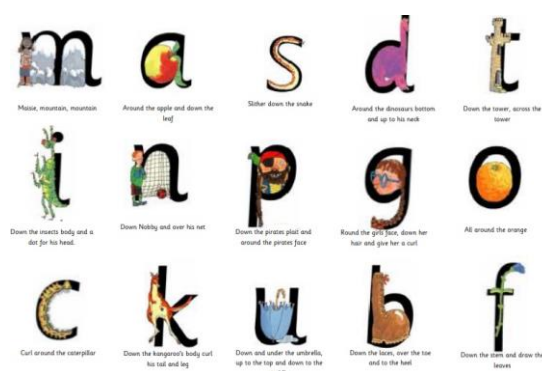 m
a
s
d
t
Maisie, mountain, mountain
Around the apple and down the
leaf
Slither down the snake
Around the dinosaurs bottom
and up to his neck
Down the tower, across the
tower
i
n
p
g
o
Down the insects body and a
dot for his head.
Down Nobby and over his net
Down the pirates plait and
around the pirates face
Round the girls face, down her
hair and give her a curl
All around the orange
c
k
u
b
f
Curl around the caterpillar
Down the kangaroo's body curl
his tail and leg
Down and under the umbrella,
up to the top and down to the
Down the laces, over the toe
and to the heel
Down the stem and draw the
leaves